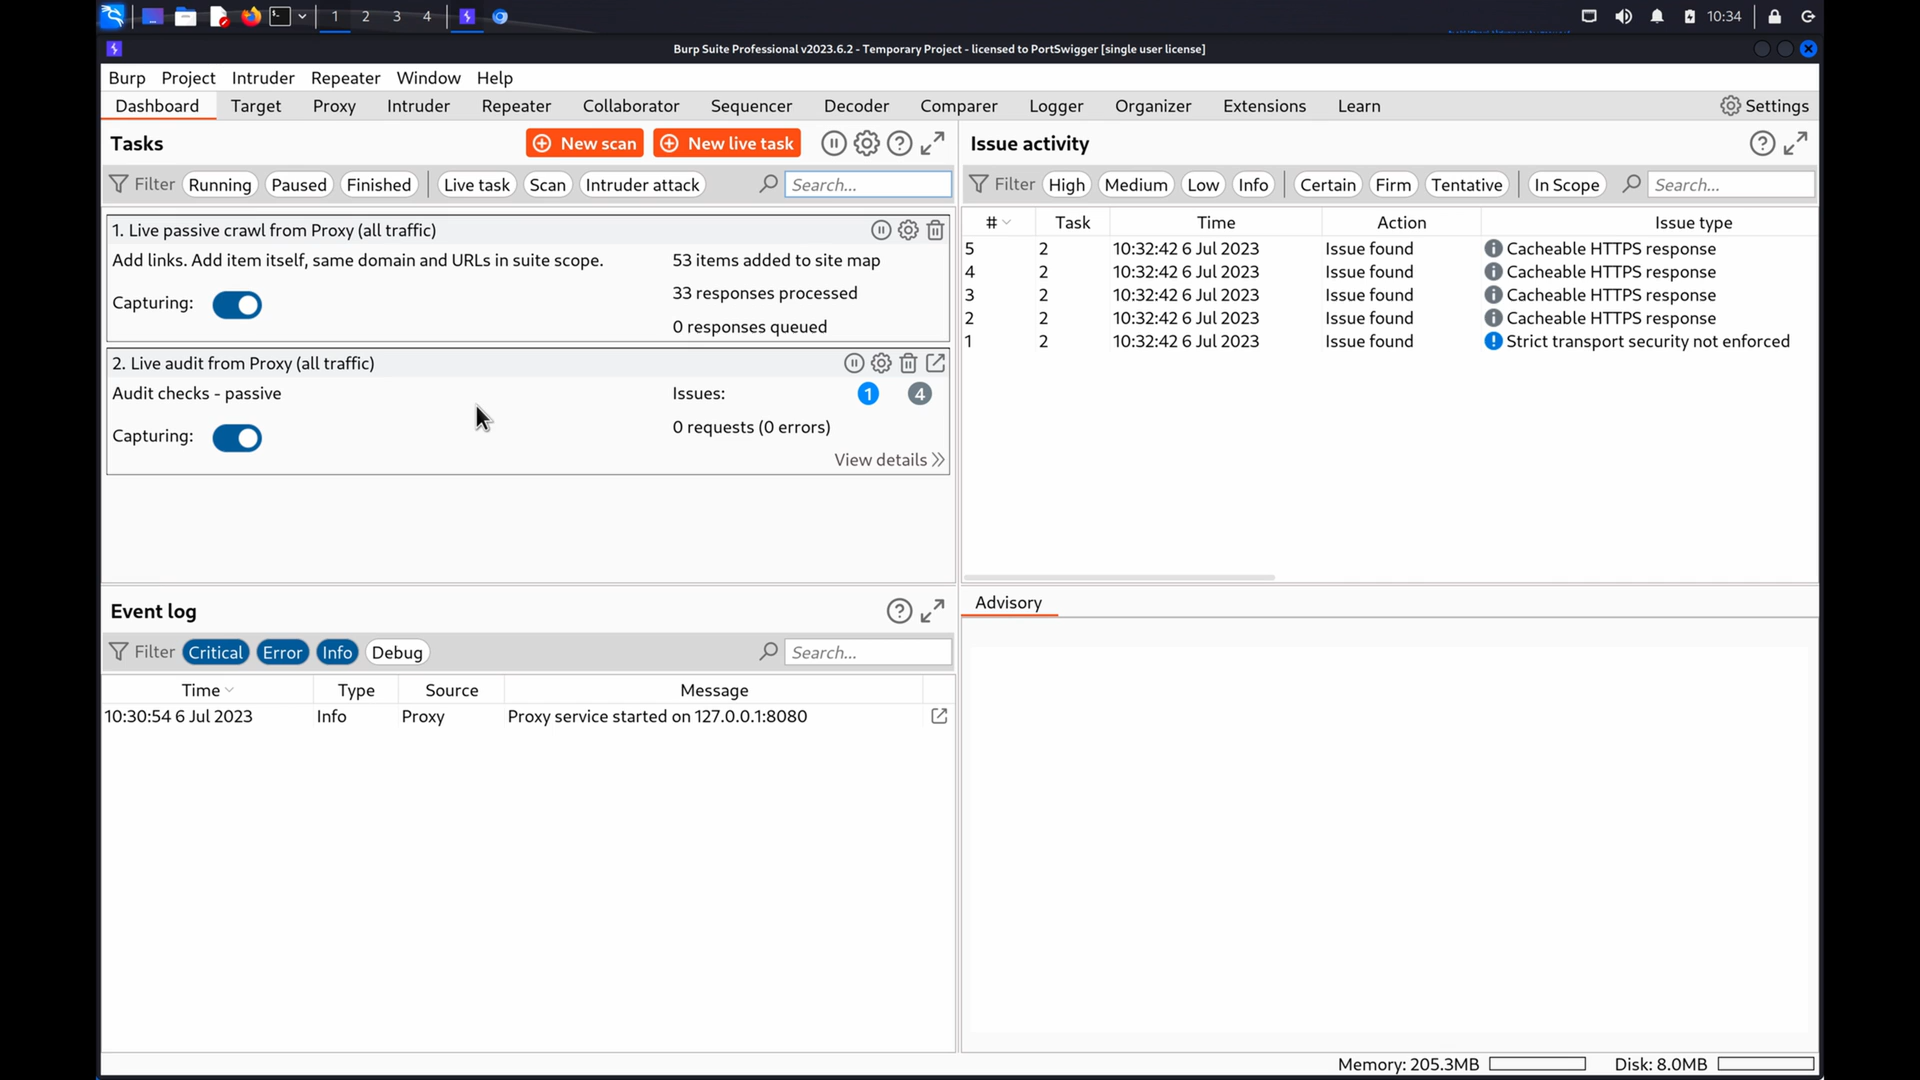 1 2 3 4 10:34
Burp Suite Professional v2023.6.2 - Temporary Project - licensed to PortSwigger [single user license]
Burp Project Intruder Repeater Window Help
Dashboard Target Proxy Intruder Repeater Collaborator Sequencer Decoder Comparer Logger Organizer Extensions Learn Settings
Tasks New scan New live task
Filter Running Paused Finished Live task Scan Intruder attack Search...
1. Live passive crawl from Proxy (all traffic)
Add links. Add item itself, same domain and URLs in suite scope. 53 items added to site map
33 responses processed
Capturing:
0 responses queued
2. Live audit from Proxy (all traffic)
Audit checks - passive Issues: 1 4
0 requests (0 errors)
Capturing:
View details
Issue activity
Filter High Medium Low Info Certain Firm Tentative In Scope Search...
# Task Time Action Issue type
5 2 10:32:42 6 Jul 2023 Issue found Cacheable HTTPS response
4 2 10:32:42 6 Jul 2023 Issue found Cacheable HTTPS response
3 2 10:32:42 6 Jul 2023 Issue found Cacheable HTTPS response
2 2 10:32:42 6 Jul 2023 Issue found Cacheable HTTPS response
1 2 10:32:42 6 Jul 2023 Issue found Strict transport security not enforced
Event log
Filter Critical Error Info Debug Search...
Time Type Source Message
10:30:54 6 Jul 2023 Info Proxy Proxy service started on 127.0.0.1:8080
Advisory
Memory: 205.3MB Disk: 8.0MB